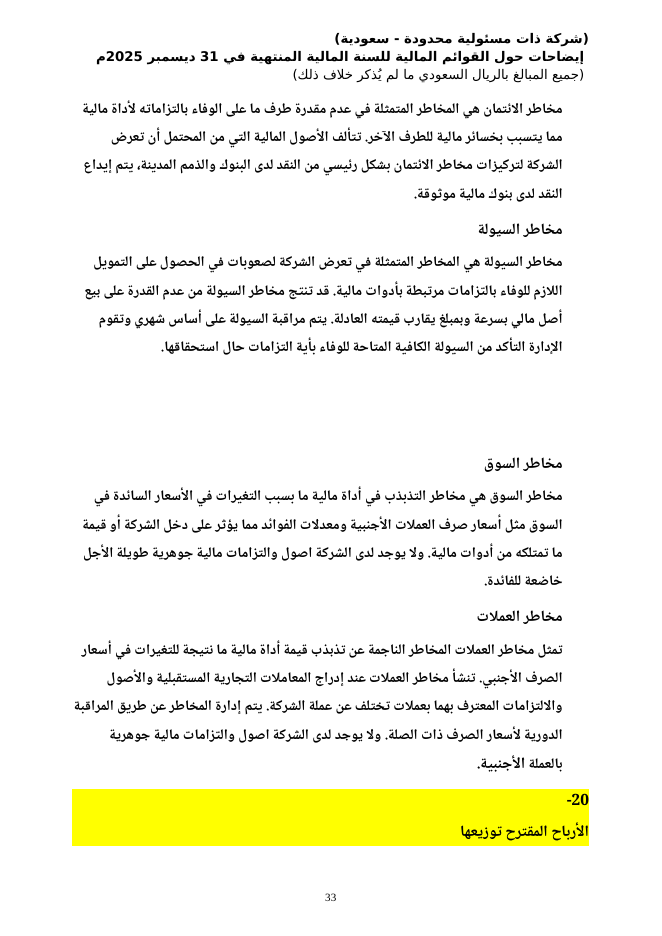 (شركة ذات مسئولية محدودة - سعودية)
إيضاحات حول القوائم المالية للسنة المالية المنتهية في 31 ديسمبر 2025م
(جميع المبالغ بالريال السعودي ما لم يُذكر خلاف ذلك)
مخاطر الائتمان هي المخاطر المتمثلة في عدم مقدرة طرف ما على الوفاء بالتزاماته لأداة مالية
مما يتسبب بخسائر مالية للطرف الآخر. تتألف الأصول المالية التي من المحتمل أن تعرض
الشركة لتركيزات مخاطر الائتمان بشكل رئيسي من النقد لدى البنوك والذمم المدينة، يتم إيداع
النقد لدى بنوك مالية موثوقة.
مخاطر السيولة
مخاطر السيولة هي المخاطر المتمثلة في تعرض الشركة لصعوبات في الحصول على التمويل
اللازم للوفاء بالتزامات مرتبطة بأدوات مالية. قد تنتج مخاطر السيولة من عدم القدرة على بيع
أصل مالي بسرعة وبمبلغ يقارب قيمته العادلة. يتم مراقبة السيولة على أساس شهري وتقوم
الإدارة التأكد من السيولة الكافية المتاحة للوفاء بأية التزامات حال استحقاقها.
مخاطر السوق
مخاطر السوق هي مخاطر التذبذب في أداة مالية ما بسبب التغيرات في الأسعار السائدة في
السوق مثل أسعار صرف العملات الأجنبية ومعدلات الفوائد مما يؤثر على دخل الشركة أو قيمة
ما تمتلكه من أدوات مالية. ولا يوجد لدى الشركة اصول والتزامات مالية جوهرية طويلة الأجل
خاضعة للفائدة.
مخاطر العملات
تمثل مخاطر العملات المخاطر الناجمة عن تذبذب قيمة أداة مالية ما نتيجة للتغيرات في أسعار
الصرف الأجنبي. تنشأ مخاطر العملات عند إدراج المعاملات التجارية المستقبلية والأصول
والالتزامات المعترف بهما بعملات تختلف عن عملة الشركة. يتم إدارة المخاطر عن طريق المراقبة
الدورية لأسعار الصرف ذات الصلة. ولا يوجد لدى الشركة اصول والتزامات مالية جوهرية
بالعملة الأجنبية.
20-
الأرباح المقترح توزيعها
33